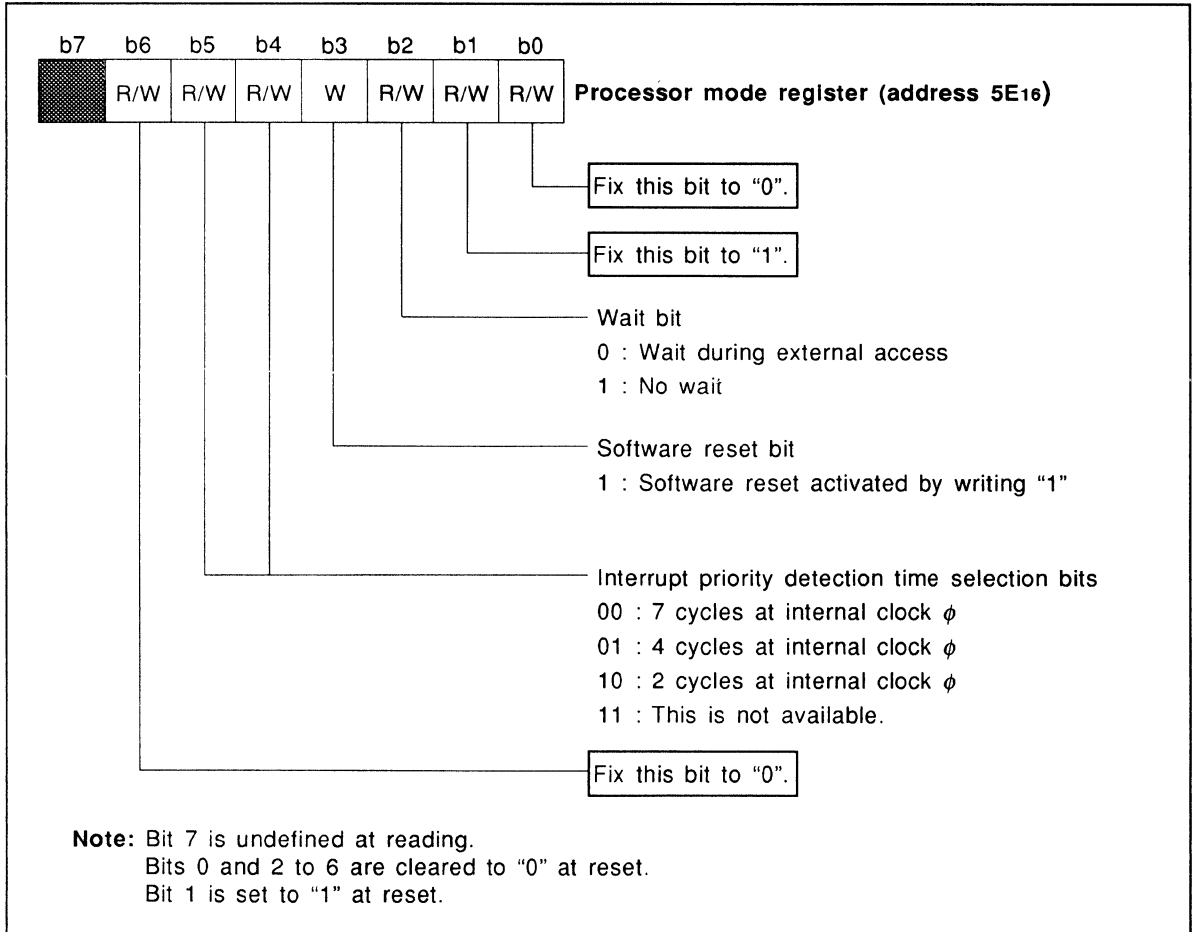 b7 b6 b5 b4 b3 b2 b1 b0
R/W R/W R/W W R/W R/W R/W Processor mode register (address 5E16)
Fix this bit to “0”.
Fix this bit to “1”.
Wait bit
0 : Wait during external access
1 : No wait
Software reset bit
1 : Software reset activated by writing “1”
Interrupt priority detection time selection bits
00 : 7 cycles at internal clock ϕ
01 : 4 cycles at internal clock ϕ
10 : 2 cycles at internal clock ϕ
11 : This is not available.
Fix this bit to “0”.
Note: Bit 7 is undefined at reading.
Bits 0 and 2 to 6 are cleared to “0” at reset.
Bit 1 is set to “1” at reset.